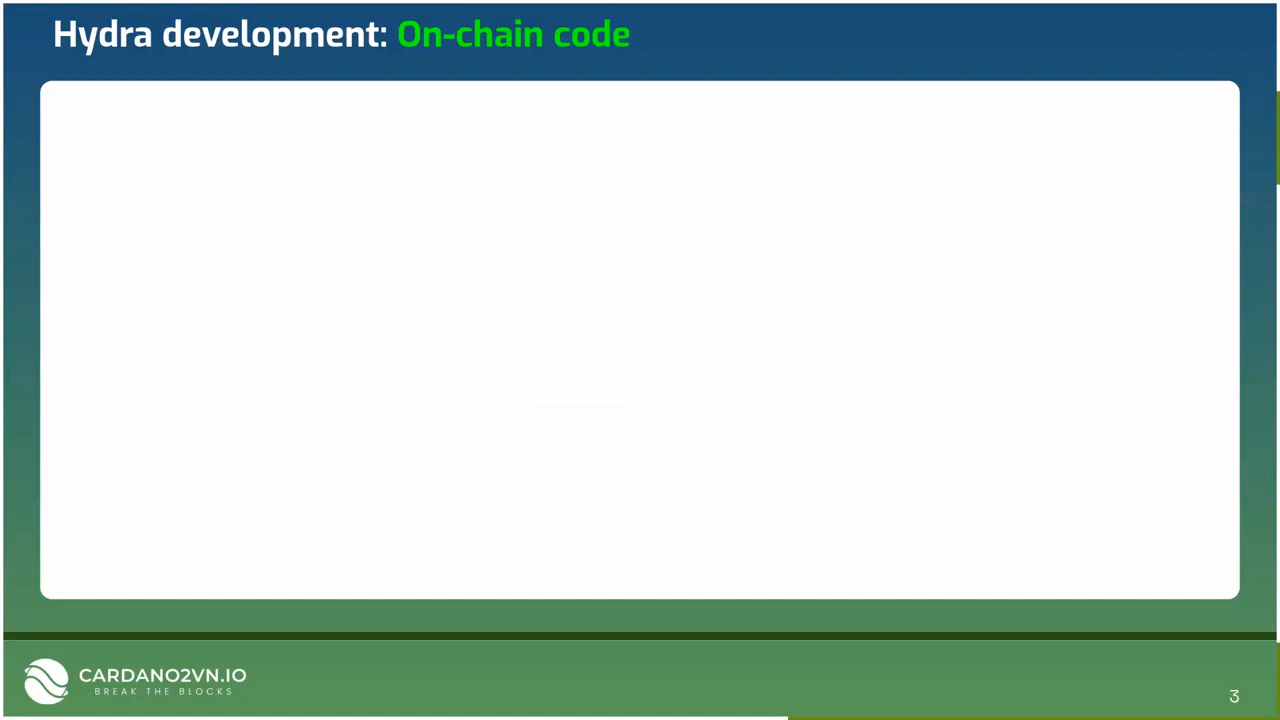 Hydra development: On-chain code
CARDANO2VN.IO
BREAK THE BLOCKS
3